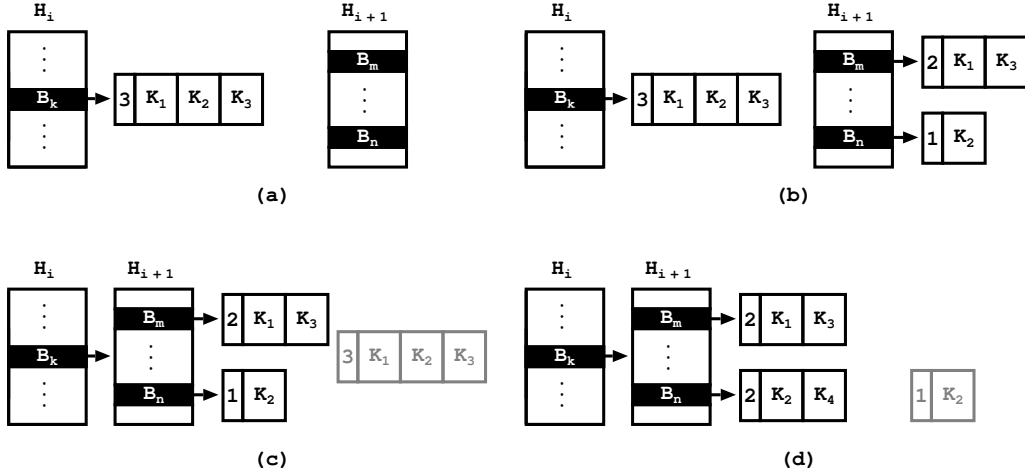 H_i H_{i+1}
B_k 3 K_1 K_2 K_3
B_m
B_n
(a)
H_i H_{i+1}
B_k 3 K_1 K_2 K_3
B_m 2 K_1 K_3
B_n 1 K_2
(b)
H_i H_{i+1}
B_k
B_m 2 K_1 K_3
B_n 1 K_2
3 K_1 K_2 K_3
(c)
H_i H_{i+1}
B_k
B_m 2 K_1 K_3
B_n 2 K_2 K_4
1 K_2
(d)